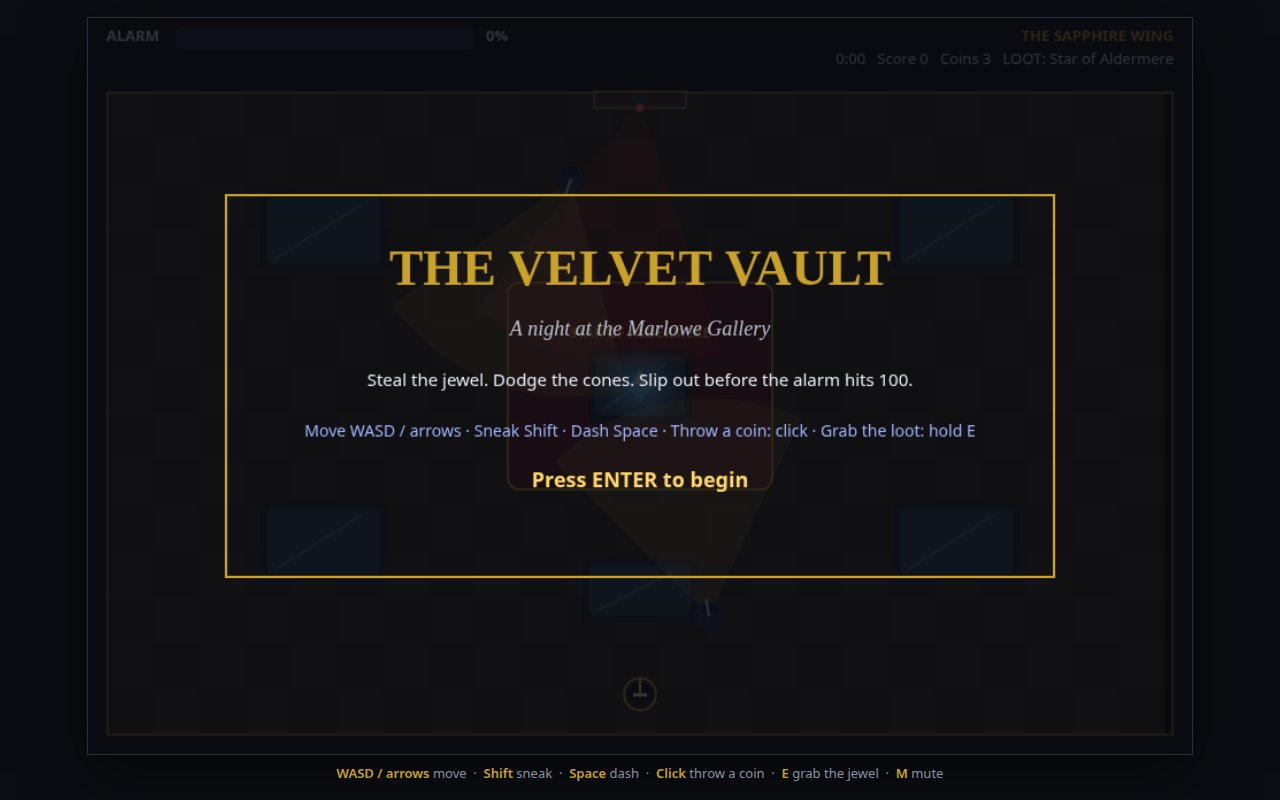 ALARM 0% THE SAPPHIRE WING
0:00 Score 0 Coins 3 LOOT: Star of Aldermere
THE VELVET VAULT
A night at the Marlowe Gallery
Steal the jewel. Dodge the cones. Slip out before the alarm hits 100.
Move WASD / arrows · Sneak Shift · Dash Space · Throw a coin: click · Grab the loot: hold E
Press ENTER to begin
WASD / arrows move · Shift sneak · Space dash · Click throw a coin · E grab the jewel · M mute